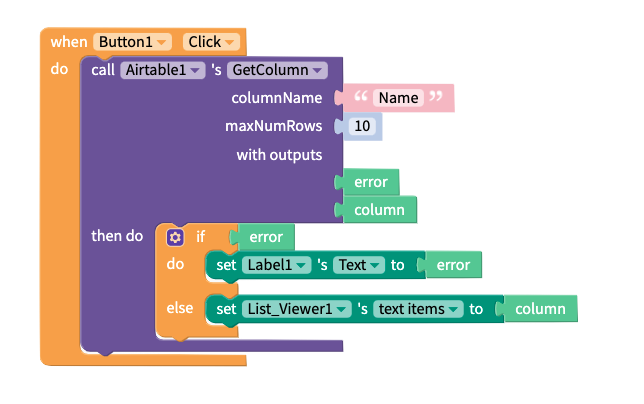 when Button1 Click
do call Airtable1 's GetColumn
columnName “ Name ”
maxNumRows 10
with outputs
error
column
then do if error
do set Label1 's Text to error
else set List_Viewer1 's text items to column